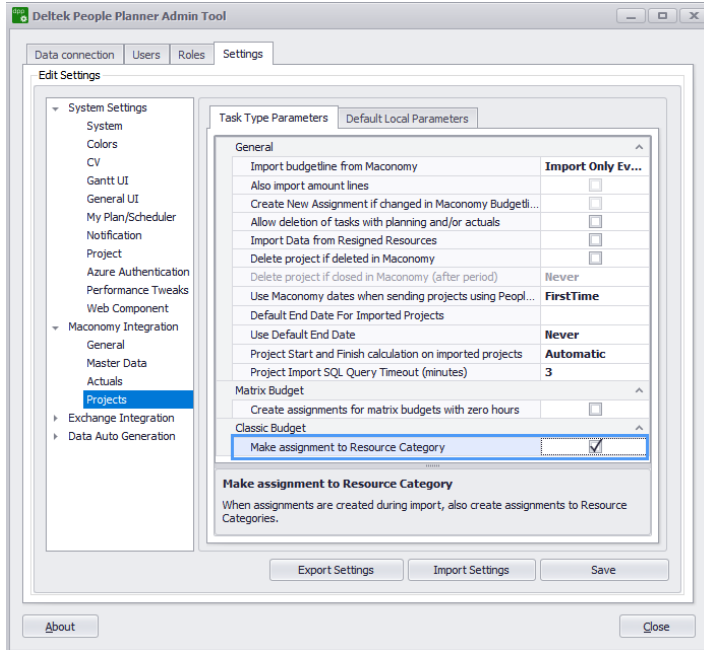 dpp
Deltek People Planner Admin Tool
Data connection
Users
Roles
Settings
Edit Settings
System Settings
System
Colors
CV
Gantt UI
General UI
My Plan/Scheduler
Notification
Project
Azure Authentication
Performance Tweaks
Web Component
Maconomy Integration
General
Master Data
Actuals
Projects
Exchange Integration
Data Auto Generation
Task Type Parameters
Default Local Parameters
General
Import budgetline from Maconomy Import Only Ev...
Also import amount lines
Create New Assignment if changed in Maconomy Budgetli...
Allow deletion of tasks with planning and/or actuals
Import Data from Resigned Resources
Delete project if deleted in Maconomy
Delete project if closed in Maconomy (after period) Never
Use Maconomy dates when sending projects using Peopl... FirstTime
Default End Date For Imported Projects
Use Default End Date Never
Project Start and Finish calculation on imported projects Automatic
Project Import SQL Query Timeout (minutes) 3
Matrix Budget
Create assignments for matrix budgets with zero hours
Classic Budget
Make assignment to Resource Category
Make assignment to Resource Category
When assignments are created during import, also create assignments to Resource
Categories.
Export Settings
Import Settings
Save
About
Close